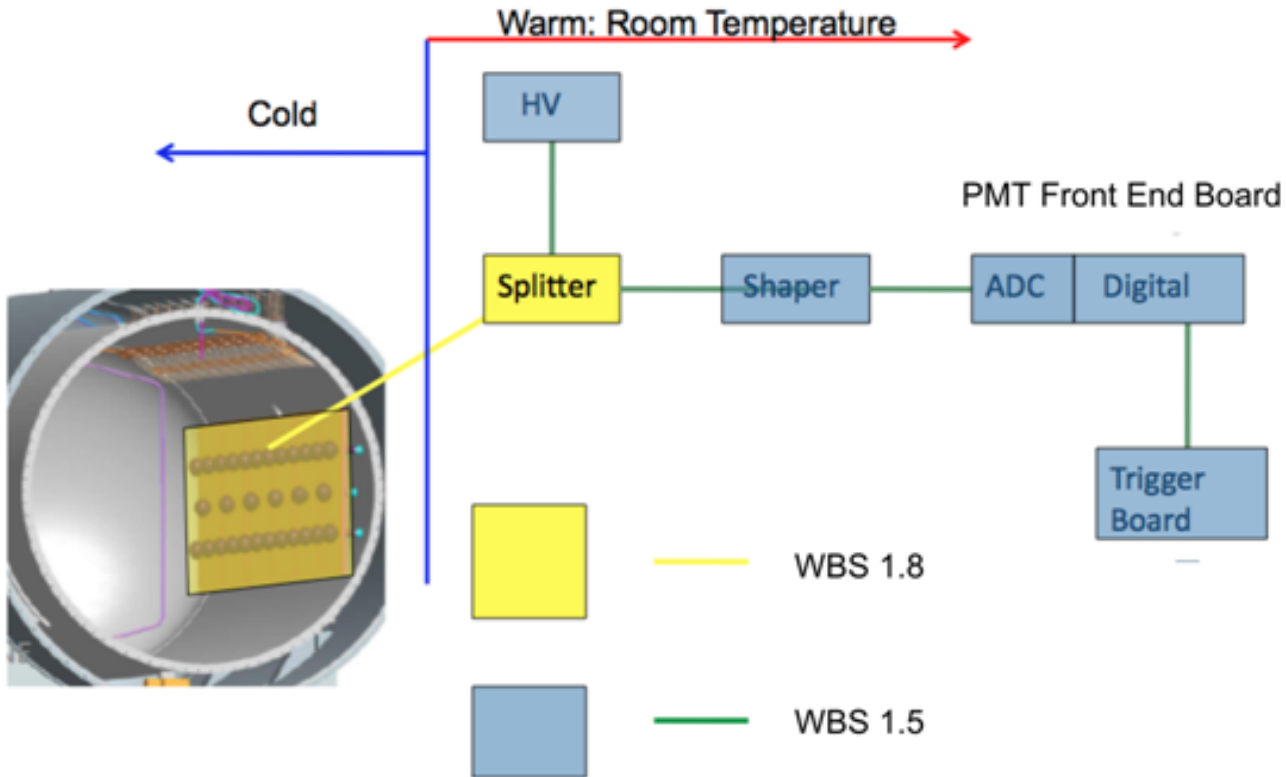 Warm: Room Temperature
Cold
HV
PMT Front End Board
Splitter
Shaper
ADC
Digital
Trigger
Board
WBS 1.8
WBS 1.5